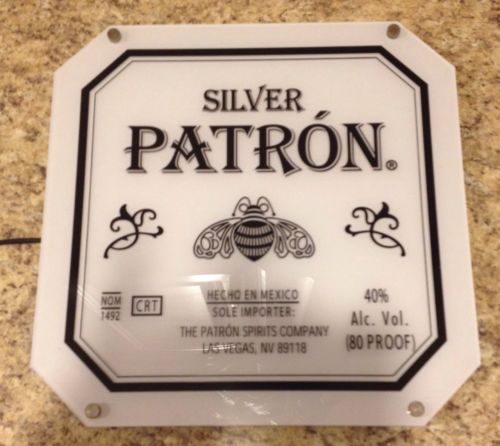 SILVER
PATRÓN®
NOM
1492
CRT
HECHO EN MEXICO
SOLE IMPORTER:
THE PATRÓN SPIRITS COMPANY
LAS VEGAS, NV 89118
40%
Alc. Vol.
(80 PROOF)